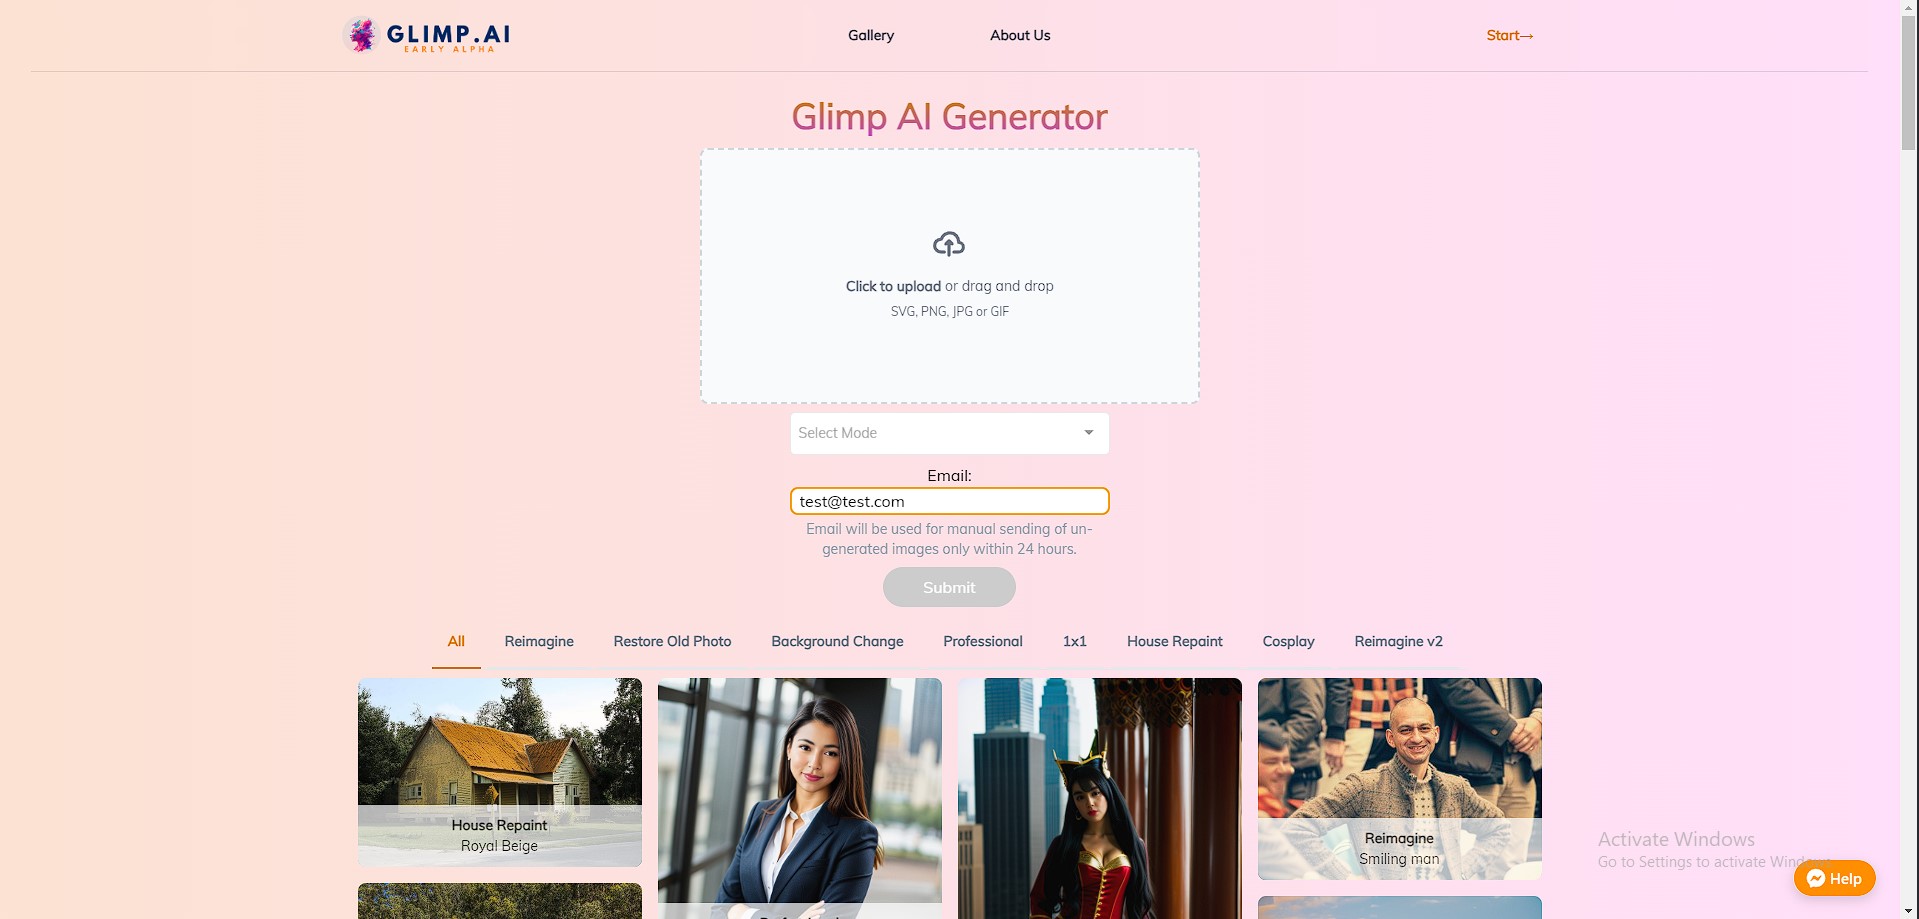 GLIMP.AI
EARLY ALPHA
Gallery
About Us
Start→
Glimp AI Generator
Click to upload or drag and drop
SVG, PNG, JPG or GIF
Select Mode
Email:
test@test.com
Email will be used for manual sending of un-
generated images only within 24 hours.
Submit
All
Reimagine
Restore Old Photo
Background Change
Professional
1x1
House Repaint
Cosplay
Reimagine v2
House Repaint
Royal Beige
Reimagine
Smiling man
Activate Windows
Go to Settings to activate Windows.
Help